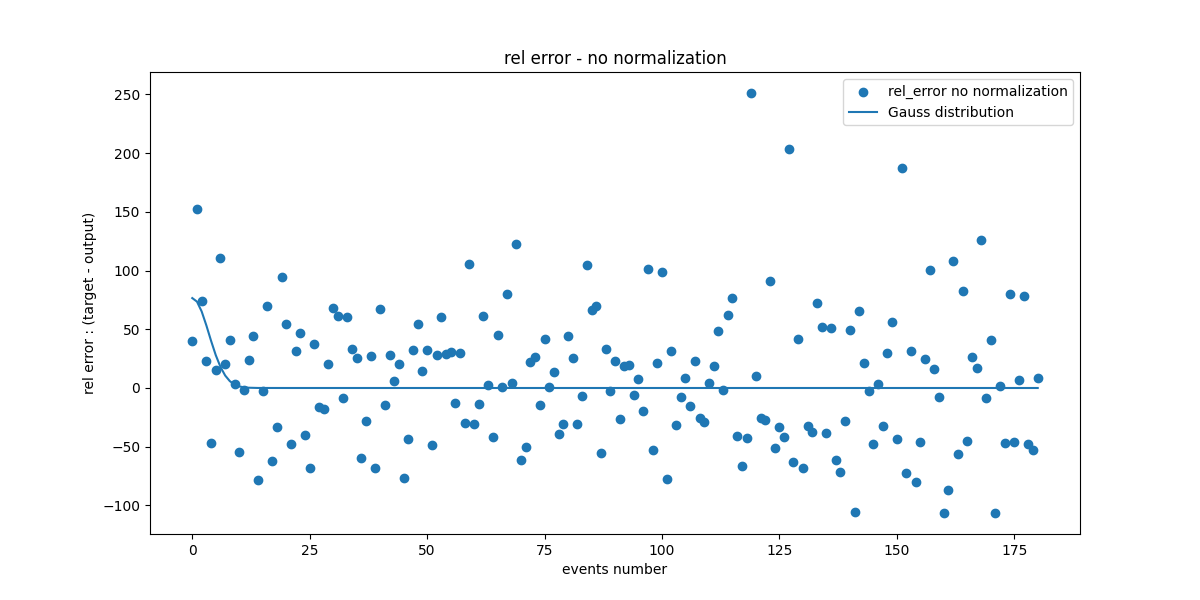 rel error - no normalization
rel_error no normalization
Gauss distribution
rel error : (target - output)
250
200
150
100
50
0
−50
−100
0 25 50 75 100 125 150 175
events number